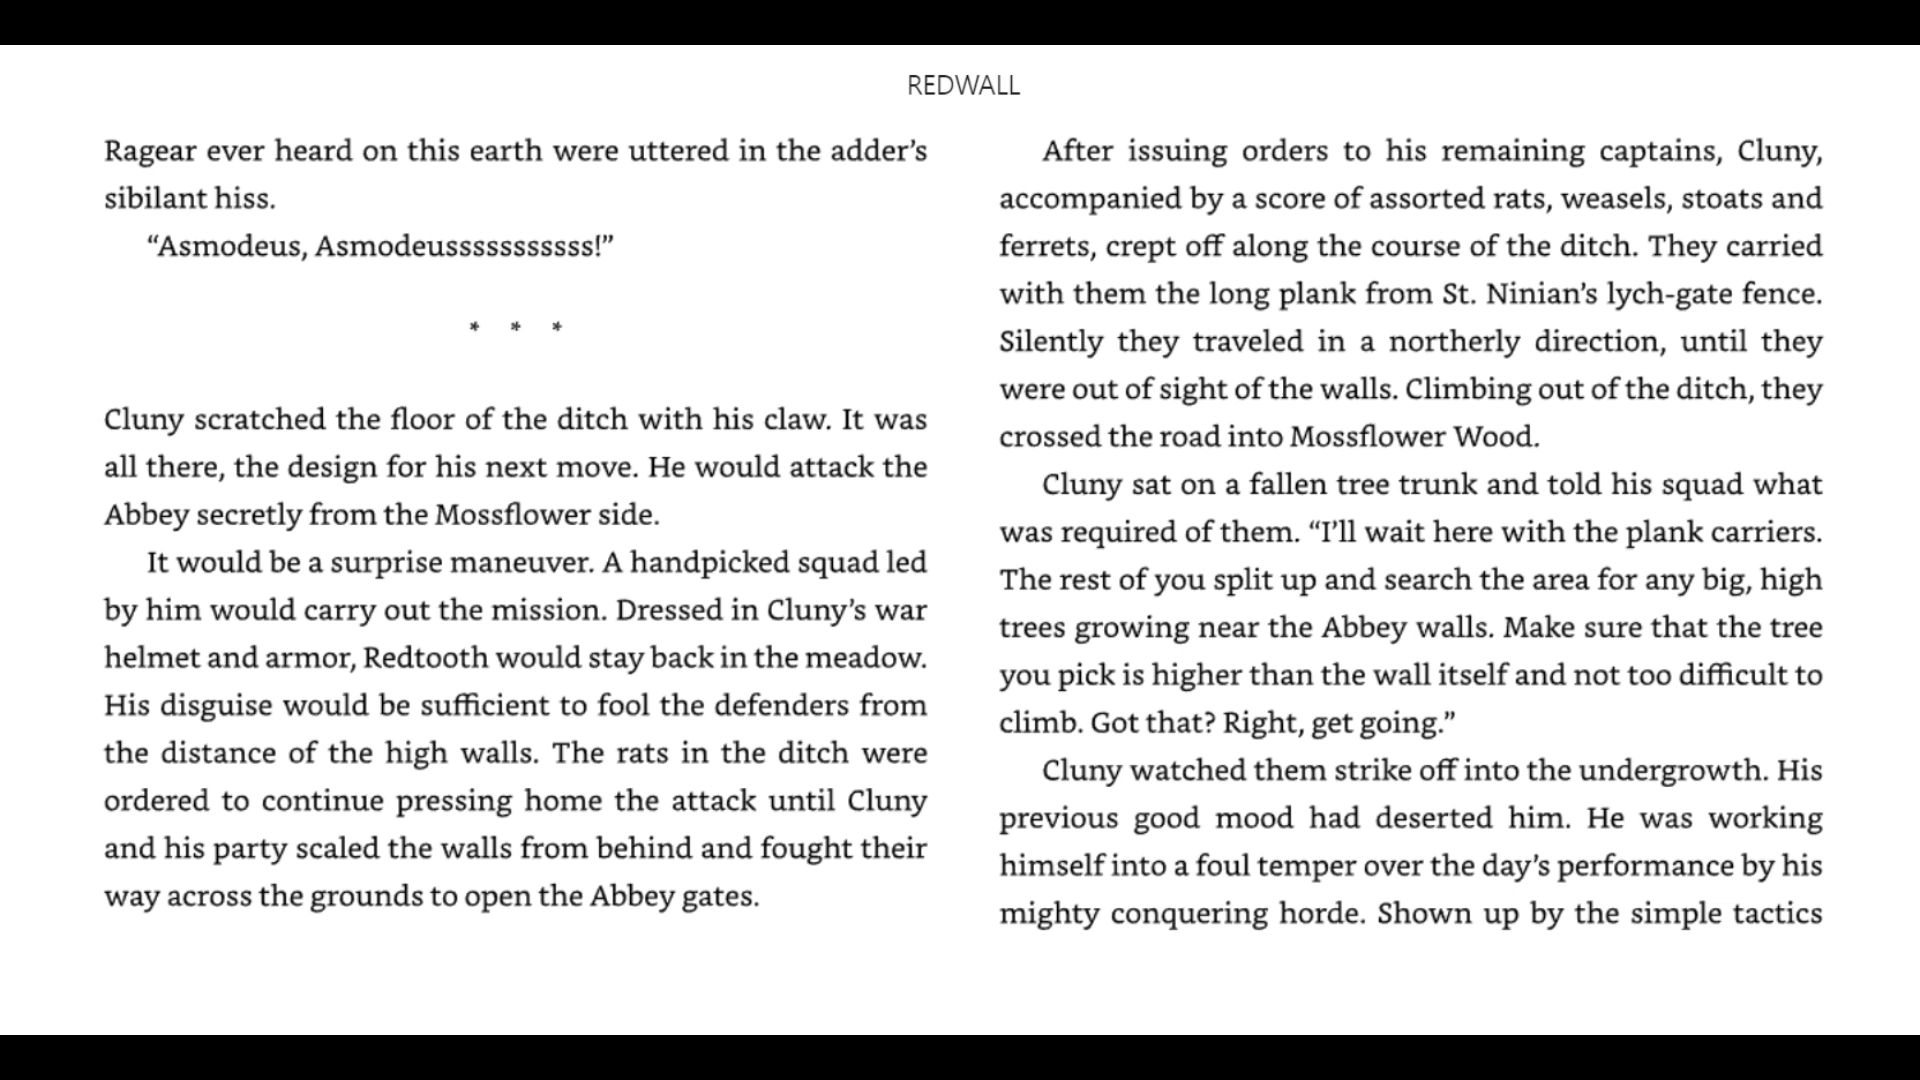 REDWALL
Ragear ever heard on this earth were uttered in the adder’s
sibilant hiss.
“Asmodeus, Asmodeusssssssssss!”
* * *
Cluny scratched the floor of the ditch with his claw. It was
all there, the design for his next move. He would attack the
Abbey secretly from the Mossflower side.
It would be a surprise maneuver. A handpicked squad led
by him would carry out the mission. Dressed in Cluny’s war
helmet and armor, Redtooth would stay back in the meadow.
His disguise would be sufficient to fool the defenders from
the distance of the high walls. The rats in the ditch were
ordered to continue pressing home the attack until Cluny
and his party scaled the walls from behind and fought their
way across the grounds to open the Abbey gates.
After issuing orders to his remaining captains, Cluny,
accompanied by a score of assorted rats, weasels, stoats and
ferrets, crept off along the course of the ditch. They carried
with them the long plank from St. Ninian’s lych-gate fence.
Silently they traveled in a northerly direction, until they
were out of sight of the walls. Climbing out of the ditch, they
crossed the road into Mossflower Wood.
Cluny sat on a fallen tree trunk and told his squad what
was required of them. “I’ll wait here with the plank carriers.
The rest of you split up and search the area for any big, high
trees growing near the Abbey walls. Make sure that the tree
you pick is higher than the wall itself and not too difficult to
climb. Got that? Right, get going.”
Cluny watched them strike off into the undergrowth. His
previous good mood had deserted him. He was working
himself into a foul temper over the day’s performance by his
mighty conquering horde. Shown up by the simple tactics